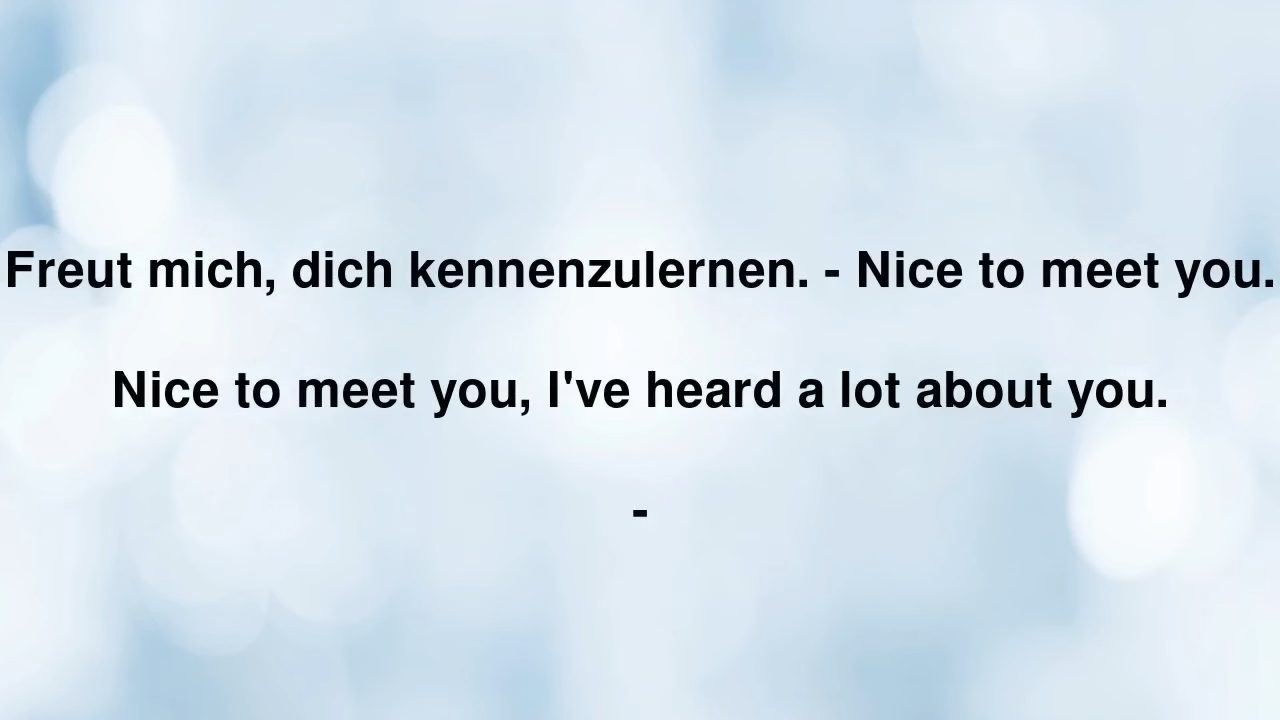 Freut mich, dich kennenzulernen. - Nice to meet you.
Nice to meet you, I've heard a lot about you.
-